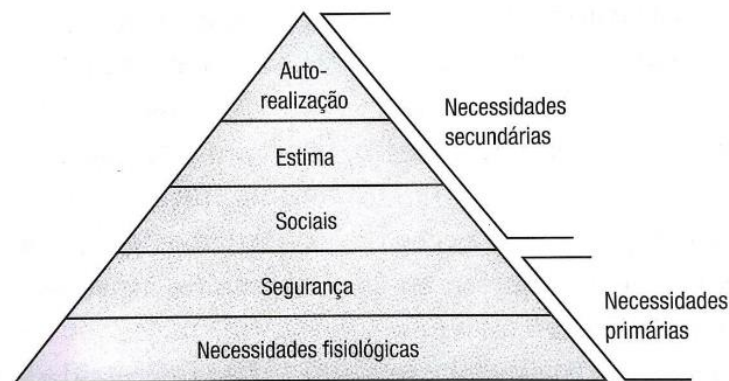 Auto-
realização
Necessidades
secundárias
Estima
Sociais
Segurança
Necessidades
primárias
Necessidades fisiológicas